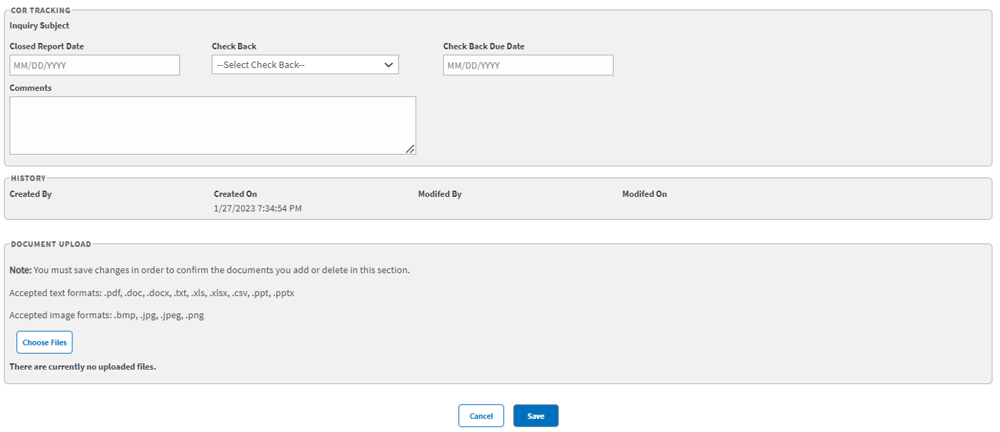 COR TRACKING
Inquiry Subject
Closed Report Date Check Back Check Back Due Date
MM/DD/YYYY --Select Check Back-- MM/DD/YYYY
Comments
HISTORY
Created By Created On Modifed By Modifed On
1/27/2023 7:34:54 PM
DOCUMENT UPLOAD
Note: You must save changes in order to confirm the documents you add or delete in this section.
Accepted text formats: .pdf, .doc, .docx, .txt, .xls, .xlsx, .csv, .ppt, .pptx
Accepted image formats: .bmp, .jpg, .jpeg, .png
Choose Files
There are currently no uploaded files.
Cancel Save